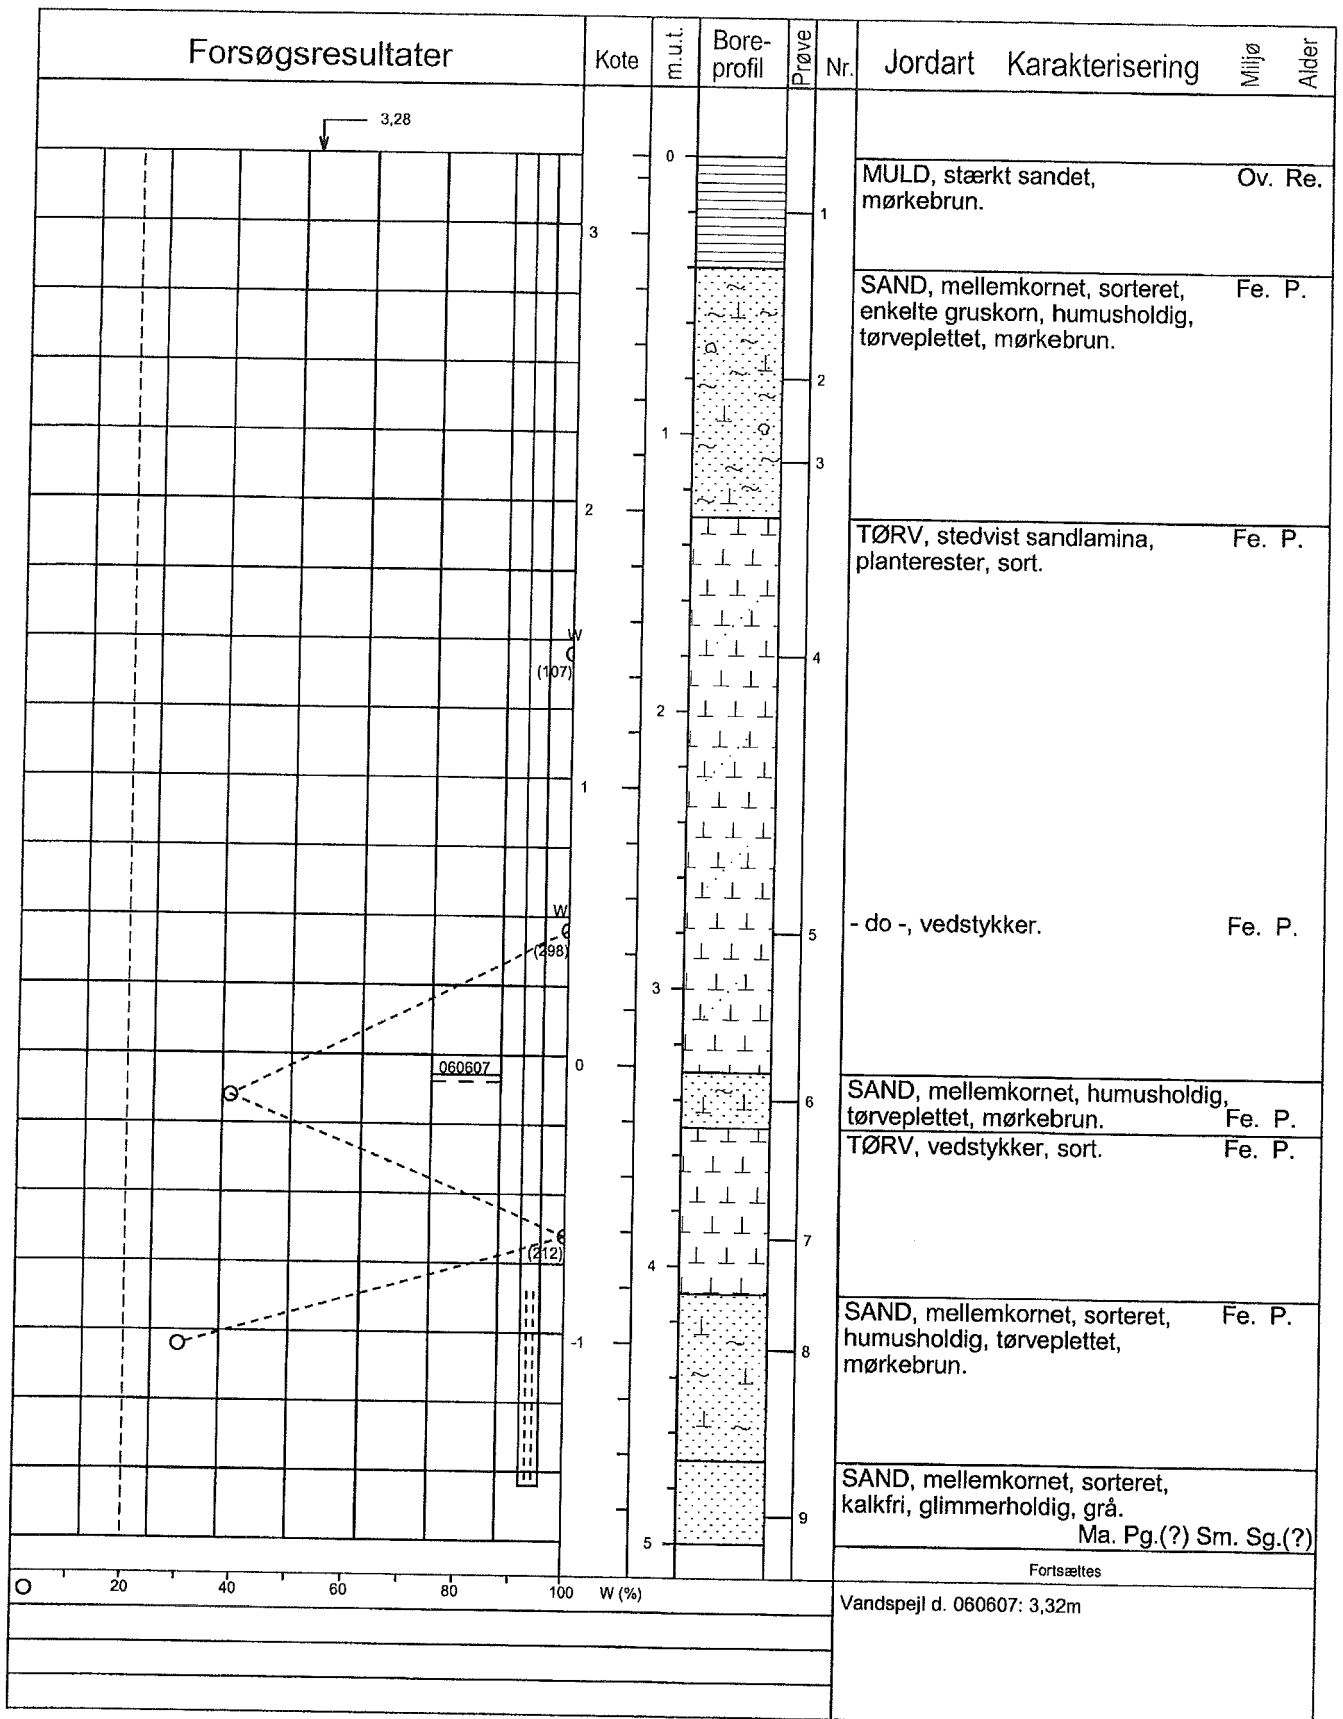 Forsøgsresultater
Kote
m.u.t.
Bore-
profil
Prøve
Nr.
Jordart Karakterisering
Miljø
Alder
3,28
0
MULD, stærkt sandet, Ov. Re.
mørkebrun.
1
3
SAND, mellemkornet, sorteret, Fe. P.
enkelte gruskorn, humusholdig,
tørveplettet, mørkebrun.
2
1
3
2
TØRV, stedvist sandlamina, Fe. P.
planterester, sort.
W
(107)
4
2
1
W
(298)
5
- do -, vedstykker. Fe. P.
3
0
060607
6
SAND, mellemkornet, humusholdig,
tørveplettet, mørkebrun. Fe. P.
TØRV, vedstykker, sort. Fe. P.
(212)
7
4
SAND, mellemkornet, sorteret, Fe. P.
humusholdig, tørveplettet,
mørkebrun.
-1
8
SAND, mellemkornet, sorteret,
kalkfri, glimmerholdig, grå.
9
Ma. Pg.(?) Sm. Sg.(?)
5
Fortsættes
20 40 60 80 100 W (%)
Vandspejl d. 060607: 3,32m